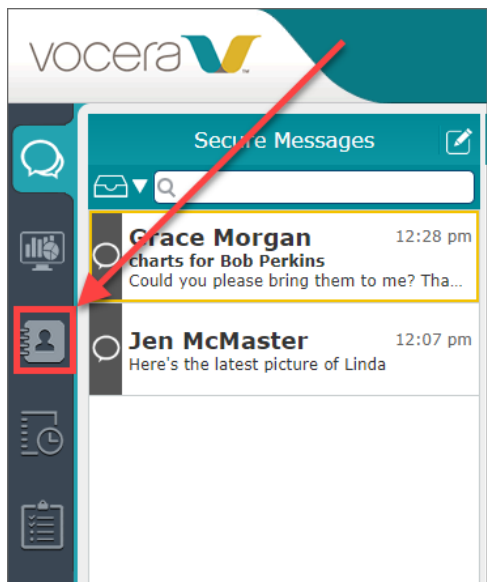 vocera
Secure Messages
Grace Morgan 12:28 pm
charts for Bob Perkins
Could you please bring them to me? Tha...
Jen McMaster 12:07 pm
Here's the latest picture of Linda